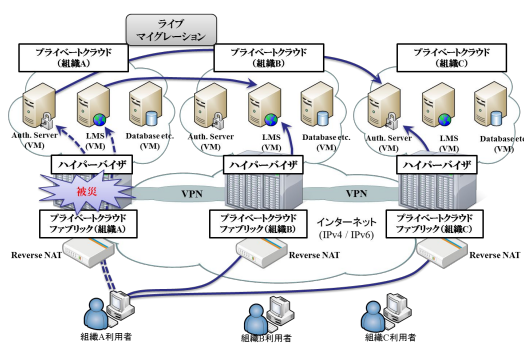 ライブ
マイグレーション
プライベートクラウド
(組織A)
プライベートクラウド
(組織B)
プライベートクラウド
(組織C)
Auth. Server
(VM)
LMS
(VM)
Database etc.
(VM)
Auth. Server
(VM)
LMS
(VM)
Database etc.
(VM)
Auth. Server
(VM)
LMS
(VM)
Database etc.
(VM)
ハイパーバイザ
ハイパーバイザ
ハイパーバイザ
被災
VPN
VPN
プライベートクラウド
ファブリック(組織A)
プライベートクラウド
ファブリック(組織B)
インターネット
(IPv4 / IPv6)
プライベートクラウド
ファブリック(組織C)
Reverse NAT
Reverse NAT
Reverse NAT
組織A利用者
組織B利用者
組織C利用者